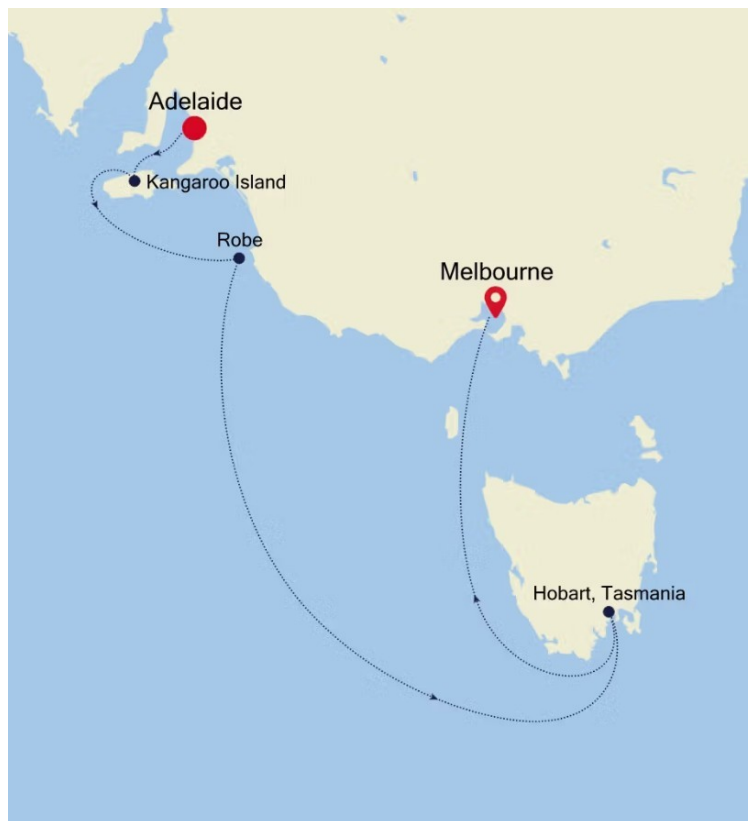 Adelaide
Kangaroo Island
Robe
Melbourne
Hobart, Tasmania